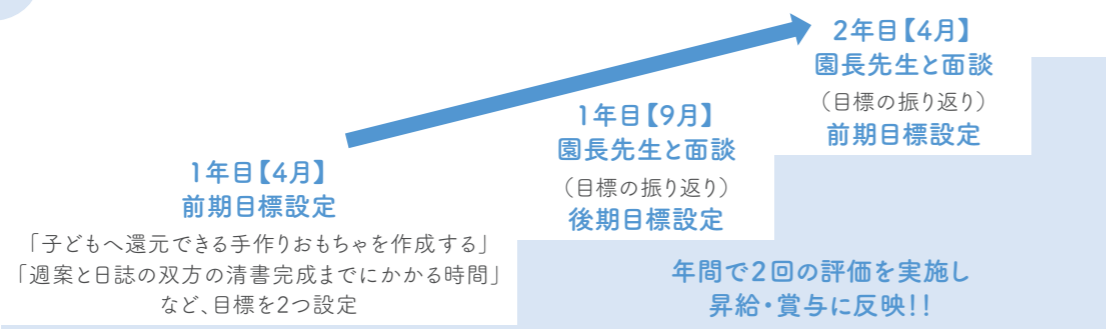 1年目【4月】
前期目標設定
「子どもへ還元できる手作りおもちゃを作成する」
「週案と日誌の双方の清書完成までにかかる時間」
など、目標を2つ設定
1年目【9月】
園長先生と面談
（目標の振り返り）
後期目標設定
2年目【4月】
園長先生と面談
（目標の振り返り）
前期目標設定
年間で2回の評価を実施し
昇給・賞与に反映！！